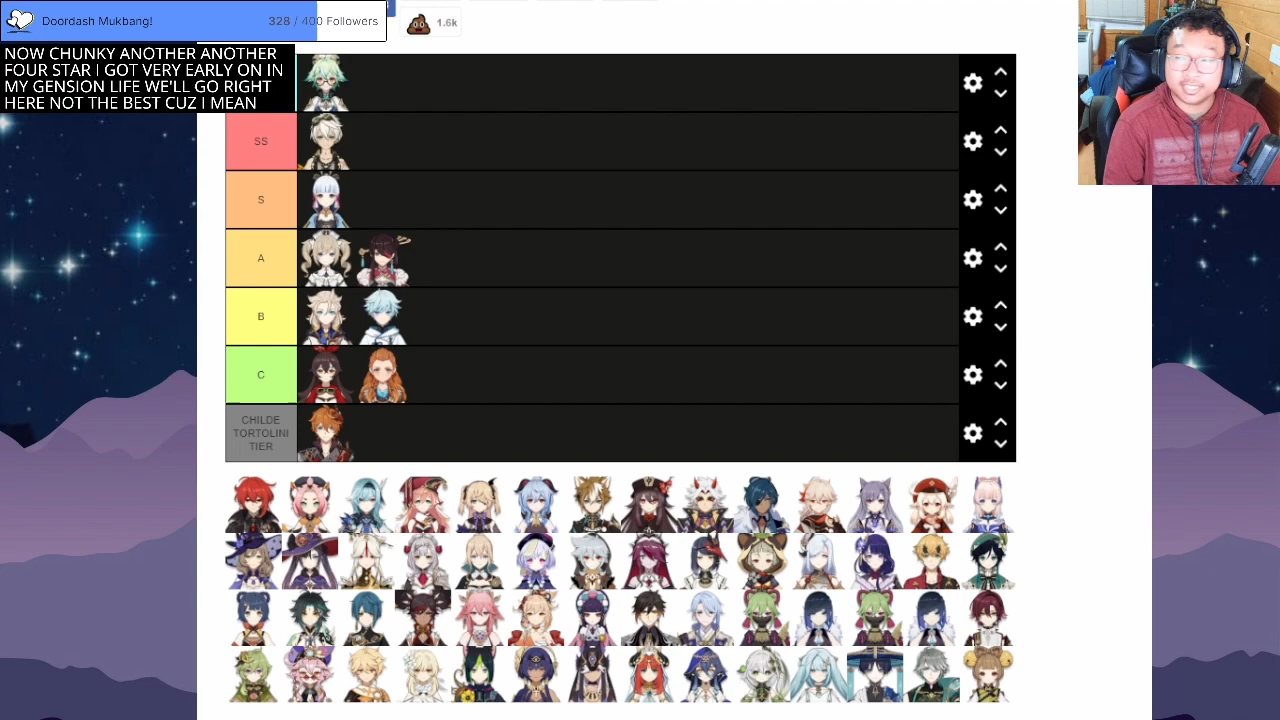 Doordash Mukbang! 328 / 400 Followers
1.6k
NOW CHUNKY ANOTHER ANOTHER
FOUR STAR I GOT VERY EARLY ON IN
MY GENSION LIFE WE'LL GO RIGHT
HERE NOT THE BEST CUZ I MEAN
SS
S
A
B
C
CHILDE
TORTOLINI
TIER